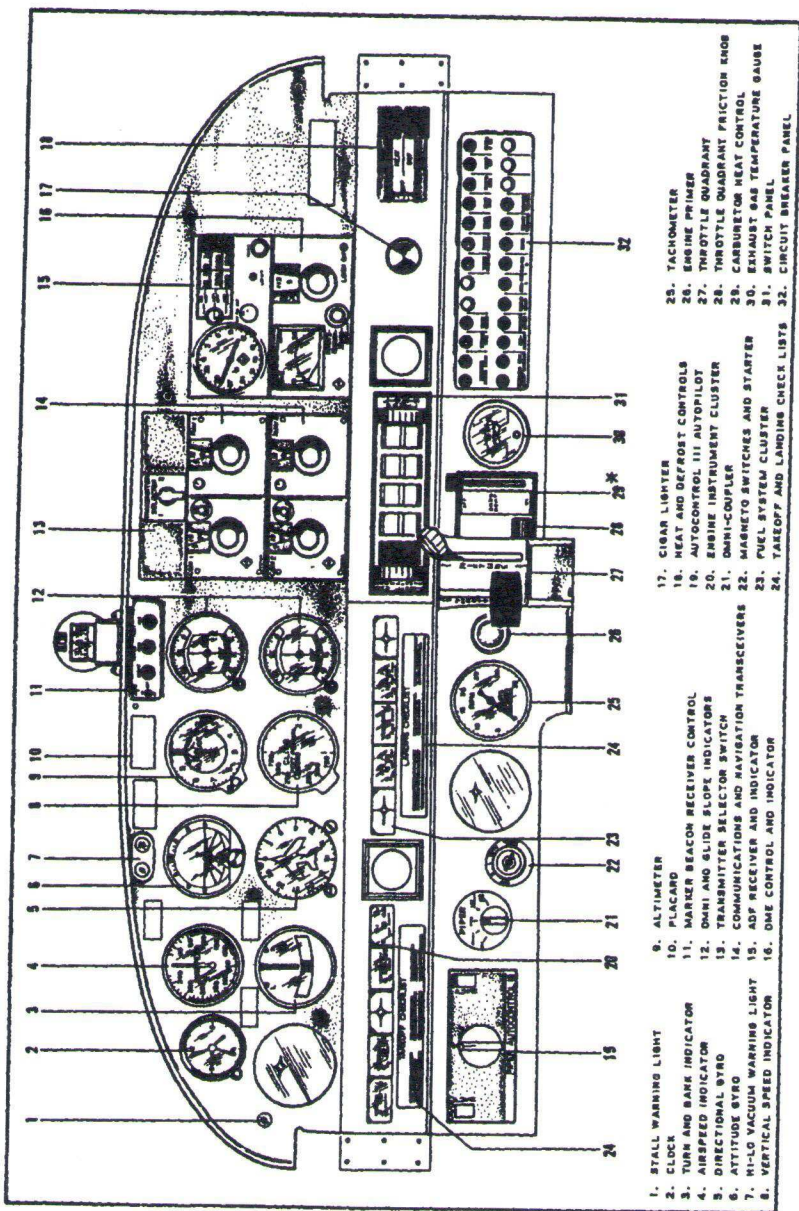 1. STALL WARNING LIGHT
2. CLOCK
3. TURN AND BANK INDICATOR
4. AIRSPEED INDICATOR
5. DIRECTIONAL GYRO
6. ATTITUDE GYRO
7. HI-LO VACUUM WARNING LIGHT
8. VERTICAL SPEED INDICATOR
9. ALTIMETER
10. PLACARD
11. MARKER BEACON RECEIVER CONTROL
12. OMNI AND GLIDE SLOPE INDICATORS
13. TRANSMITTER SELECTOR SWITCH
14. COMMUNICATIONS AND NAVIGATION TRANSCEIVERS
15. ADF RECEIVER AND INDICATOR
16. DME CONTROL AND INDICATOR
17. CIGAR LIGHTER
18. HEAT AND DEFROST CONTROLS
19. AUTOCONTROL III AUTOPILOT
20. ENGINE INSTRUMENT CLUSTER
21. OMNI-COUPLER
22. MAGNETO SWITCHES AND STARTER
23. FUEL SYSTEM CLUSTER
24. TAKEOFF AND LANDING CHECK LISTS
25. TACHOMETER
26. ENGINE PRIMER
27. THROTTLE QUADRANT
28. THROTTLE QUADRANT FRICTION KNOB
29. CARBURETOR HEAT CONTROL
30. EXHAUST GAS TEMPERATURE GAUGE
31. SWITCH PANEL
32. CIRCUIT BREAKER PANEL
1
2
3
4
5
6
7
8
9
10
11
12
13
14
15
16
17
18
24
19
20
21
22
23
24
25
26
27
28
29 *
30
31
32
TAKEOFF CHECKLIST
LANDING CHECKLIST